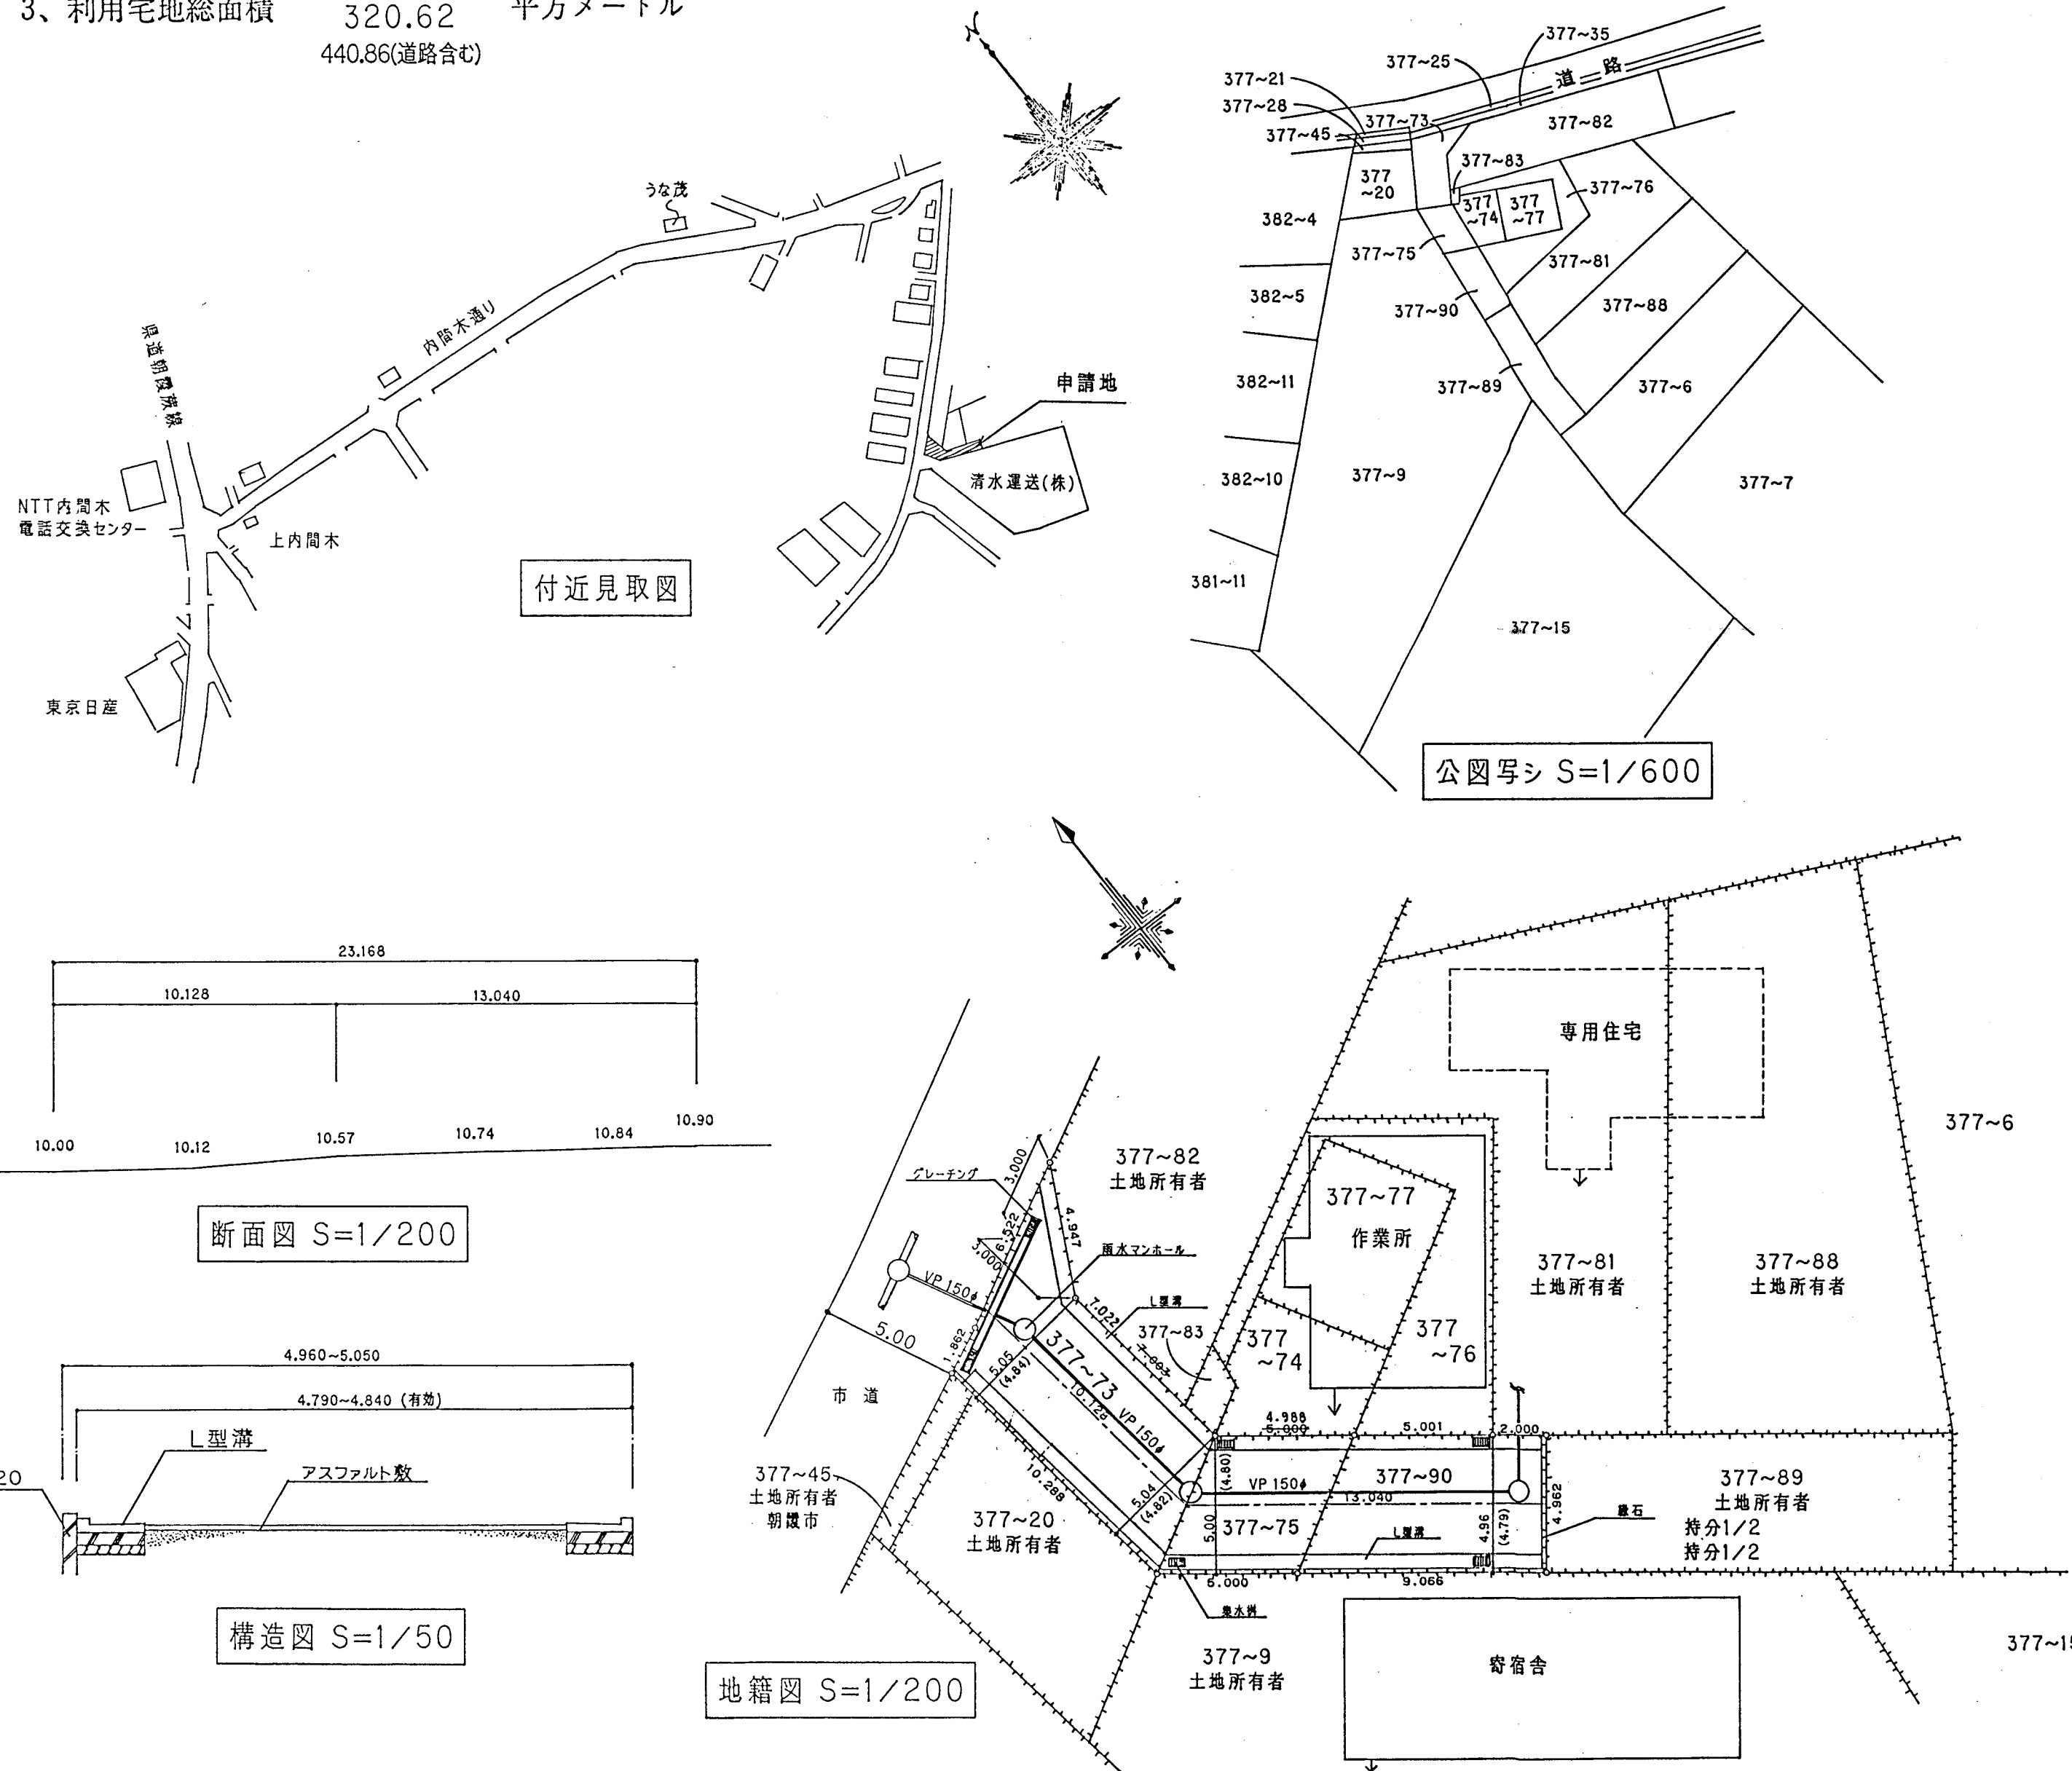 3、利用宅地総面積 320.62 平方メートル
440.86(道路含む)
N
うな茂
内間木通り
県道朝霞蕨線
申請地
清水運送(株)
NTT内間木
電話交換センター
上内間木
東京日産
付近見取図
377~35
377~25
道路
377~21
377~28
377~73
377~45
377~82
377~83
377
~20
377~76
377
~74
377
~77
382~4
377~75
377~81
382~5
377~90
377~88
382~11
377~89
377~6
382~10
377~9
377~7
381~11
377~15
公図写シ S=1/600
23.168
10.128
13.040
10.00
10.12
10.57
10.74
10.84
10.90
断面図 S=1/200
4.960~5.050
4.790~4.840 (有効)
L型溝
アスファルト敷
20
構造図 S=1/50
専用住宅
377~6
377~82
土地所有者
グレーチング
3,000
6.522
4.947
3,000
雨水マンホール
377~77
作業所
377~81
土地所有者
377~88
土地所有者
VP 150φ
5.00
1.862
5.05
(4.84)
377~73
10.128
VP 150φ
7.022
7.003
L型溝
377~83
377
~74
377
~76
市道
4.988
5.000
5.001
2.000
377~45
土地所有者
朝霞市
377~20
土地所有者
10.288
5.04
(4.82)
(4.80)
5.00
VP 150φ
377~90
13.040
377~75
L型溝
4.96
(4.79)
4.962
縁石
377~89
土地所有者
持分1/2
持分1/2
5.000
9.066
集水桝
377~9
土地所有者
寄宿舎
377~15
地籍図 S=1/200